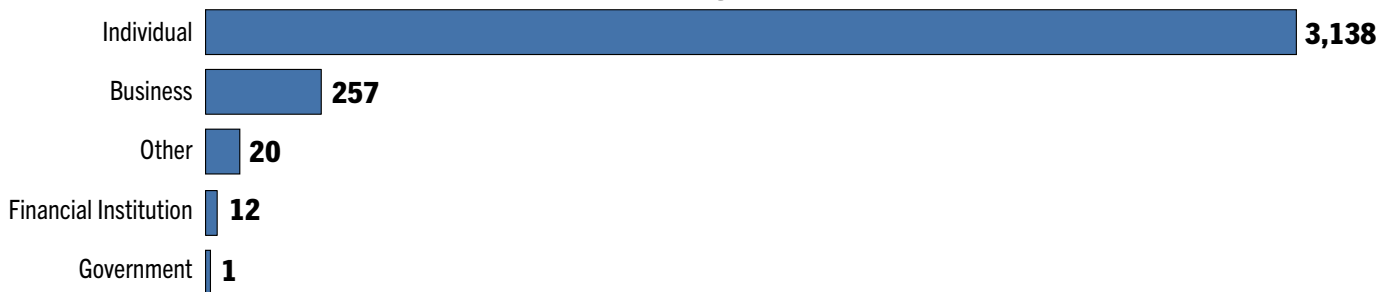 Individual 3,138
Business 257
Other 20
Financial Institution 12
Government 1